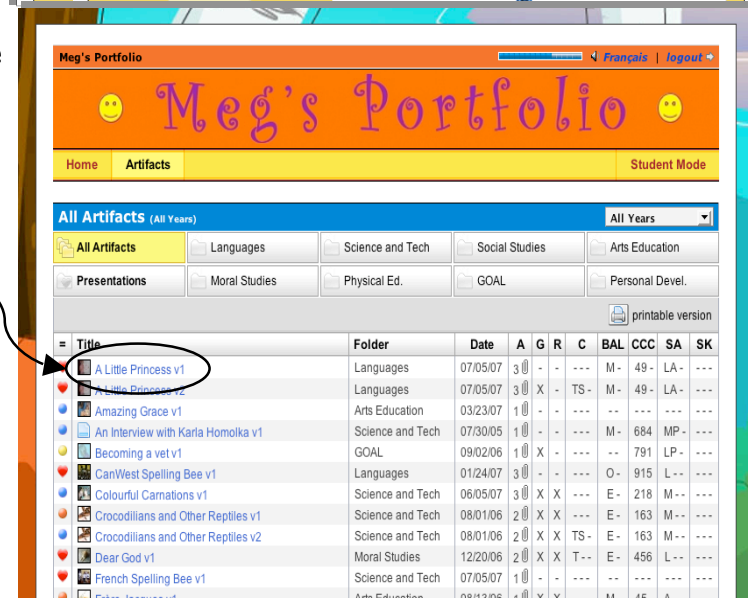 e
Meg's Portfolio Français | logout
Meg's Portfolio
Home Artifacts Student Mode
All Artifacts (All Years) All Years
All Artifacts Languages Science and Tech Social Studies Arts Education
Presentations Moral Studies Physical Ed. GOAL Personal Devel.
printable version
= Title Folder Date A G R C BAL CCC SA SK
A Little Princess v1 Languages 07/05/07 3 - - - - - M - 49 - LA - - - -
A Little Princess v2 Languages 07/05/07 3 X - TS - M - 49 - LA - - - -
Amazing Grace v1 Arts Education 03/23/07 1 - - - - - - - - - - - - - - - -
An Interview with Karla Homolka v1 Science and Tech 07/30/05 1 - - - - - M - 684 MP - - - -
Becoming a vet v1 GOAL 09/02/06 1 X - - - - - - 791 LP - - - -
CanWest Spelling Bee v1 Languages 01/24/07 3 - - - - - O - 915 L - - - - -
Colourful Carnations v1 Science and Tech 06/05/07 3 X X - - - E - 218 M - - - - -
Crocodilians and Other Reptiles v1 Science and Tech 08/01/06 2 X X - - - E - 163 M - - - - -
Crocodilians and Other Reptiles v2 Science and Tech 08/01/06 2 X X TS - E - 163 M - - - - -
Dear God v1 Moral Studies 12/20/06 2 X X T - - E - 456 L - - - - -
French Spelling Bee v1 Science and Tech 07/05/07 1 - - - - - - - - - - - - - - - -